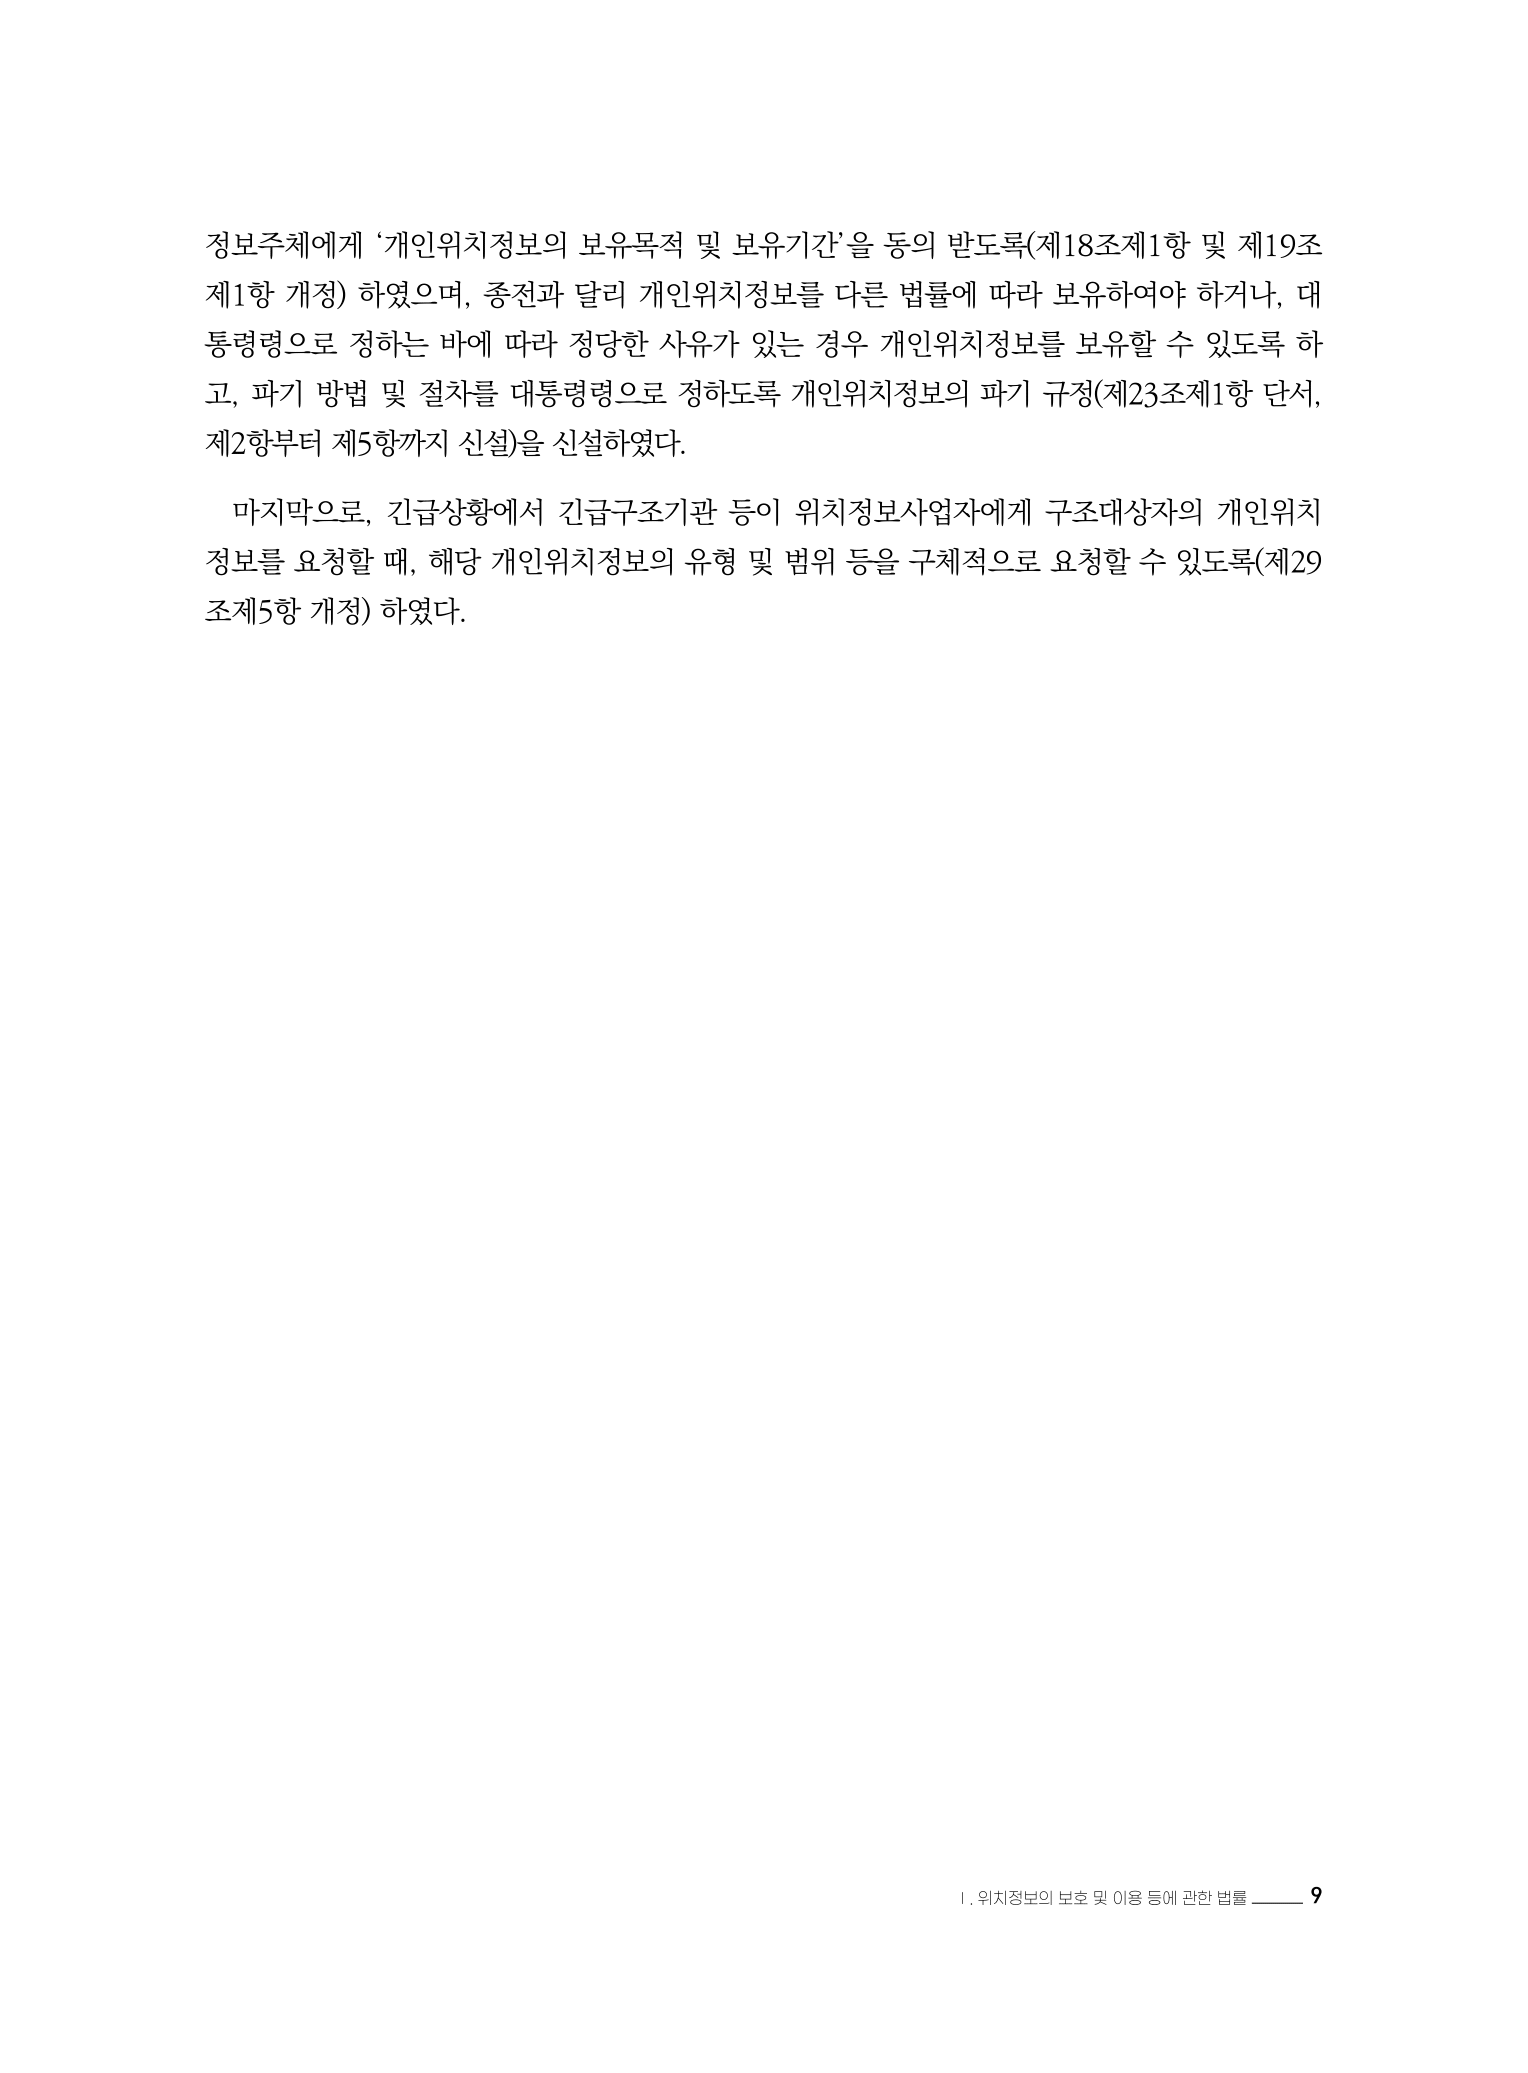 정보주체에게 ‘개인위치정보의 보유목적 및 보유기간’을 동의 받도록(제18조제1항 및 제19조
제1항 개정) 하였으며, 종전과 달리 개인위치정보를 다른 법률에 따라 보유하여야 하거나, 대
통령령으로 정하는 바에 따라 정당한 사유가 있는 경우 개인위치정보를 보유할 수 있도록 하
고, 파기 방법 및 절차를 대통령령으로 정하도록 개인위치정보의 파기 규정(제23조제1항 단서,
제2항부터 제5항까지 신설)을 신설하였다.
마지막으로, 긴급상황에서 긴급구조기관 등이 위치정보사업자에게 구조대상자의 개인위치
정보를 요청할 때, 해당 개인위치정보의 유형 및 범위 등을 구체적으로 요청할 수 있도록(제29
조제5항 개정) 하였다.
Ⅰ. 위치정보의 보호 및 이용 등에 관한 법률 9